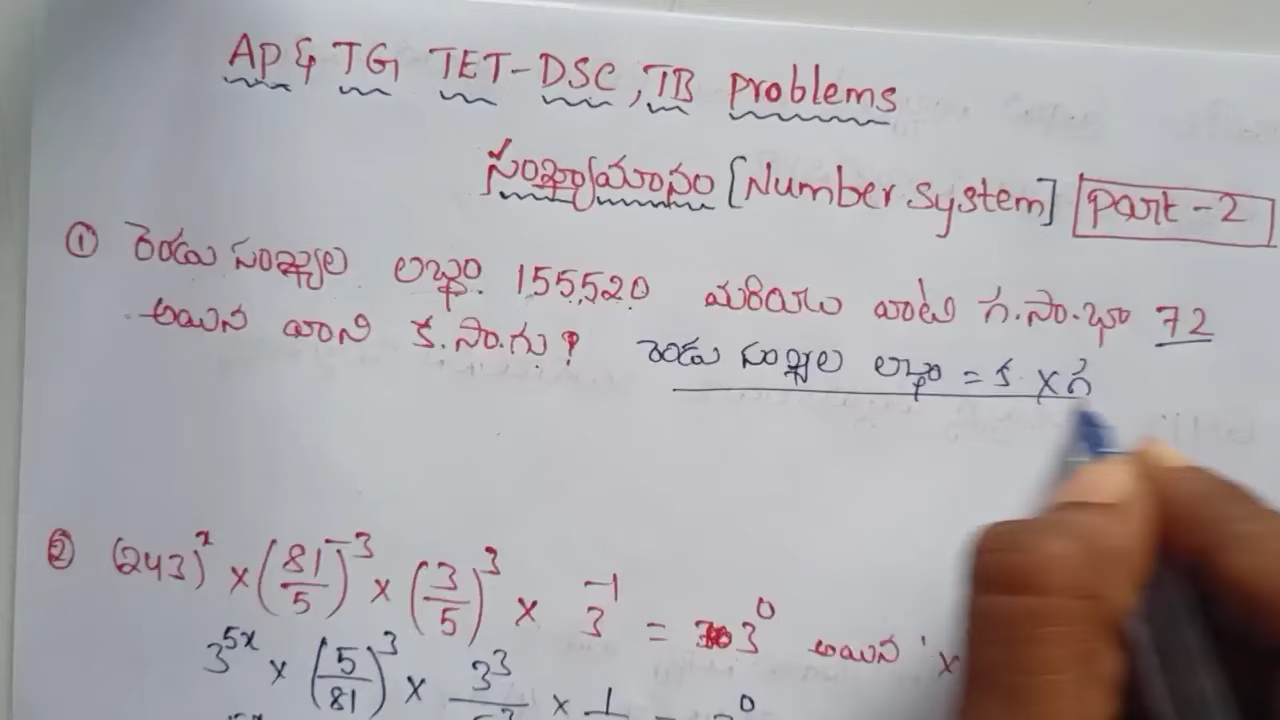 AP & TG TET-DSC, TB Problems
సంఖ్యామానం [Number System] Part-2
① రెండు సంఖ్యల లబ్ధం 155520 మరియు వాటి గ.సా.భా 72
అయిన వాని క.సా.గు?
రెండు సంఖ్యల లబ్ధం = క. × గ
② (243)^x × (81/5)^-3 × (3/5)^3 × 3^-1 = 3^0 అయిన 'x
3^5x × (5/81)^3 × 3^3/5^3 × 1